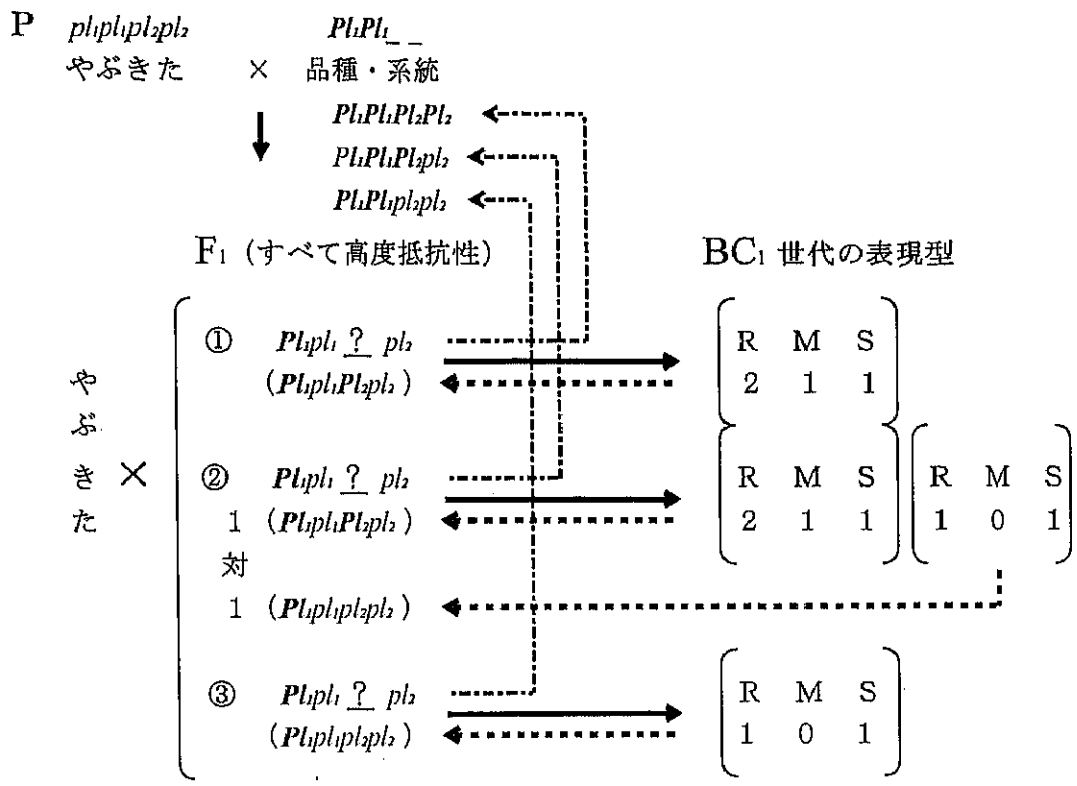 P pl₁pl₁pl₂pl₂ Pl₁Pl₁_ _
やぶきた × 品種・系統
Pl₁Pl₁Pl₂Pl₂
Pl₁Pl₁Pl₂pl₂
Pl₁Pl₁pl₂pl₂
F₁ (すべて高度抵抗性) BC₁ 世代の表現型
やぶきた ×
① Pl₁pl₁ ? pl₂ R M S
(Pl₁pl₁Pl₂pl₂) 2 1 1
② Pl₁pl₁ ? pl₂ R M S R M S
1 (Pl₁pl₁Pl₂pl₂) 2 1 1 1 0 1
対
1 (Pl₁pl₁pl₂pl₂)
③ Pl₁pl₁ ? pl₂ R M S
(Pl₁pl₁pl₂pl₂) 1 0 1